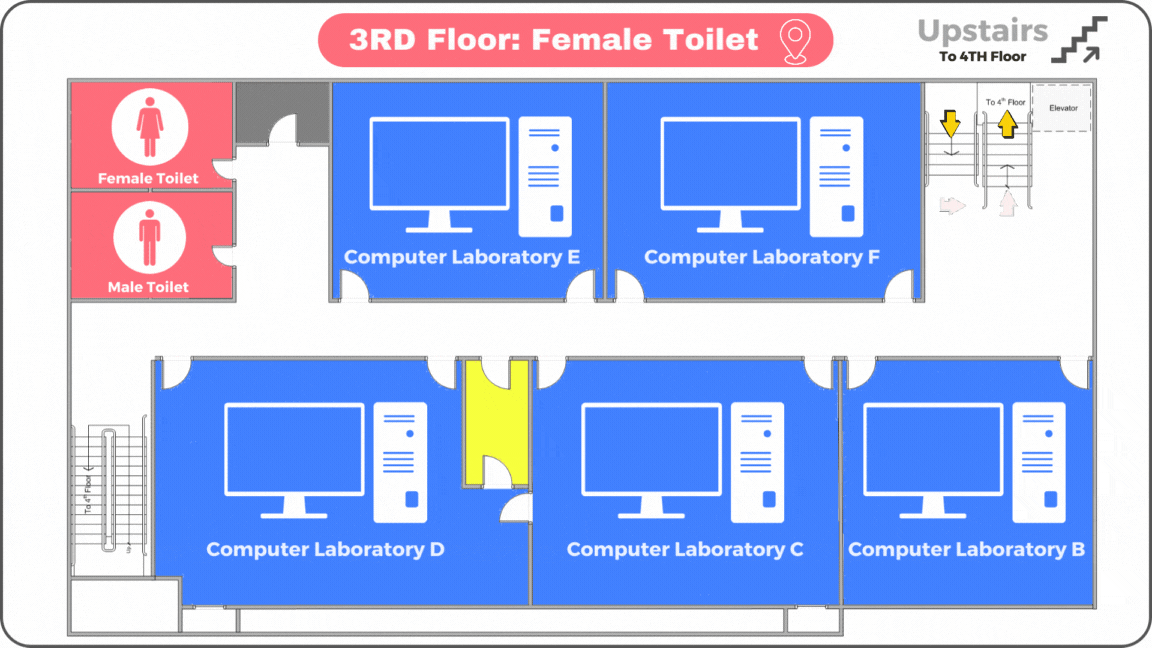 3RD Floor: Female Toilet
Upstairs
To 4TH Floor
To 4th Floor
Elevator
Female Toilet
Male Toilet
Computer Laboratory E
Computer Laboratory F
To 4th Floor
Up
Computer Laboratory D
Computer Laboratory C
Computer Laboratory B